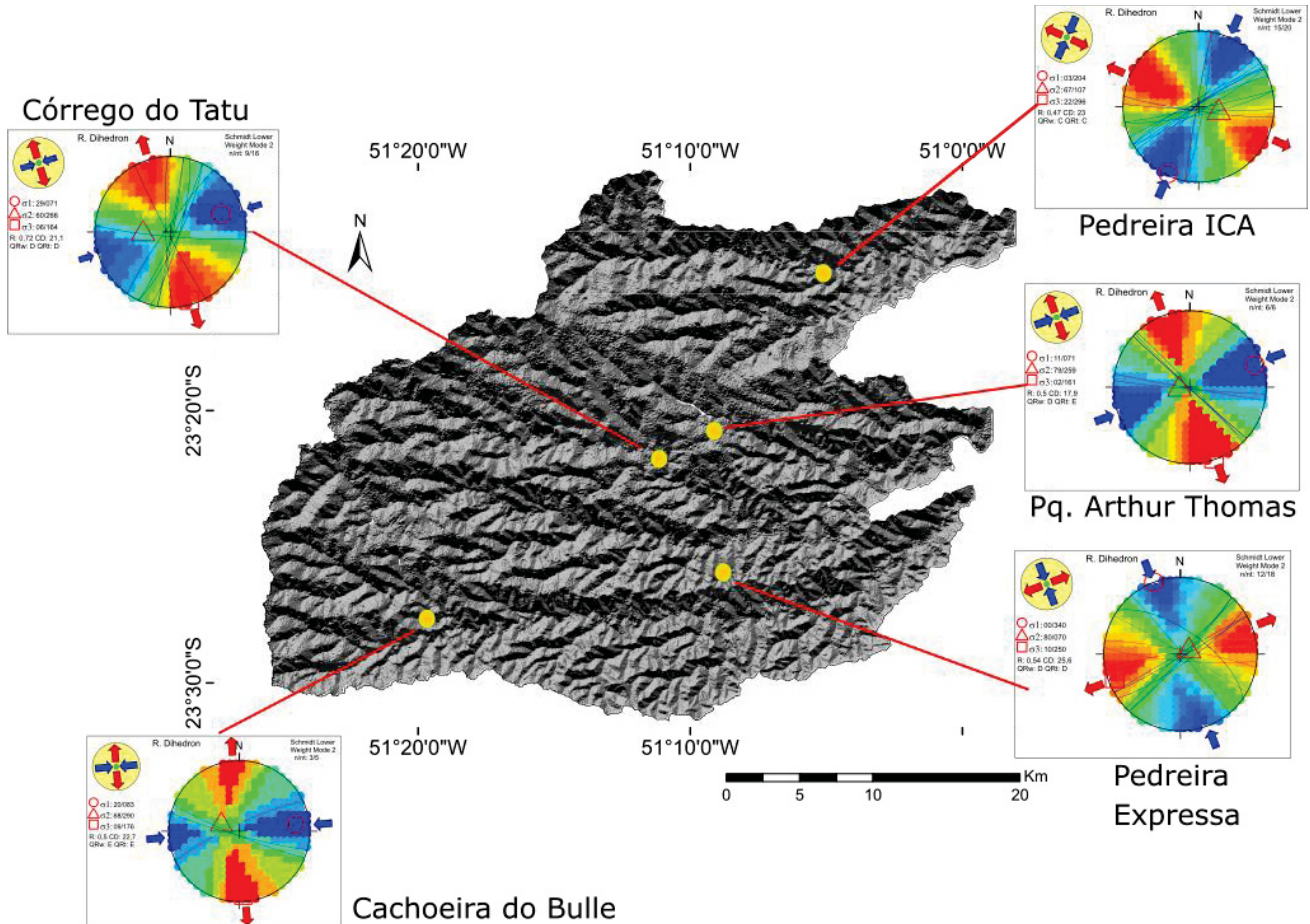 Córrego do Tatu
R. Dihedron
N
Schmidt Lower
Weight Mode 2
n/nt: 9/16
σ1: 29/071
σ2: 60/266
σ3: 06/164
R: 0,72 CD: 21,1
QRw: D QRt: D
R. Dihedron
N
Schmidt Lower
Weight Mode 2
n/nt: 15/20
σ1: 03/204
σ2: 67/107
σ3: 22/296
R: 0,47 CD: 23
QRw: C QRt: C
Pedreira ICA
51°20'0"W
51°10'0"W
51°0'0"W
N
23°20'0"S
23°30'0"S
R. Dihedron
N
Schmidt Lower
Weight Mode 2
n/nt: 6/6
σ1: 11/071
σ2: 79/259
σ3: 02/161
R: 0,5 CD: 17,9
QRw: D QRt: E
Pq. Arthur Thomas
R. Dihedron
N
Schmidt Lower
Weight Mode 2
n/nt: 12/18
σ1: 00/340
σ2: 80/070
σ3: 10/250
R: 0,54 CD: 25,6
QRw: D QRt: D
Pedreira
Expressa
51°20'0"W
51°10'0"W
51°0'0"W
Km
0
5
10
20
R. Dihedron
N
Schmidt Lower
Weight Mode 2
n/nt: 3/5
σ1: 20/083
σ2: 68/290
σ3: 09/176
R: 0,5 CD: 22,7
QRw: E QRt: E
Cachoeira do Bulle